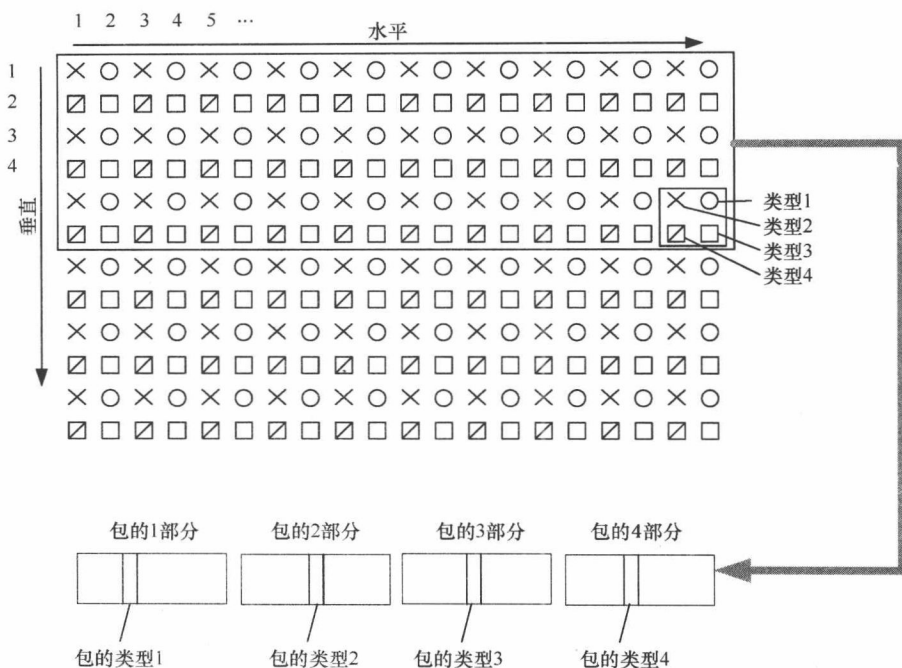 1 2 3 4 5 …
水平
1
2
3
4
垂直
类型1
类型2
类型3
类型4
包的1部分 包的2部分 包的3部分 包的4部分
包的类型1 包的类型2 包的类型3 包的类型4